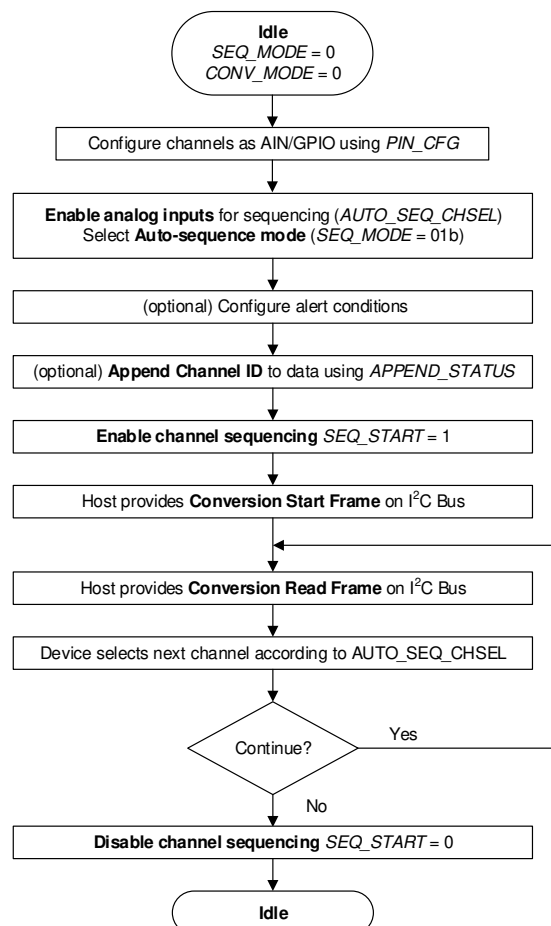 Idle
SEQ_MODE = 0
CONV_MODE = 0
Configure channels as AIN/GPIO using PIN_CFG
Enable analog inputs for sequencing (AUTO_SEQ_CHSEL)
Select Auto-sequence mode (SEQ_MODE = 01b)
(optional) Configure alert conditions
(optional) Append Channel ID to data using APPEND_STATUS
Enable channel sequencing SEQ_START = 1
Host provides Conversion Start Frame on I²C Bus
Host provides Conversion Read Frame on I²C Bus
Device selects next channel according to AUTO_SEQ_CHSEL
Continue?
Yes
No
Disable channel sequencing SEQ_START = 0
Idle